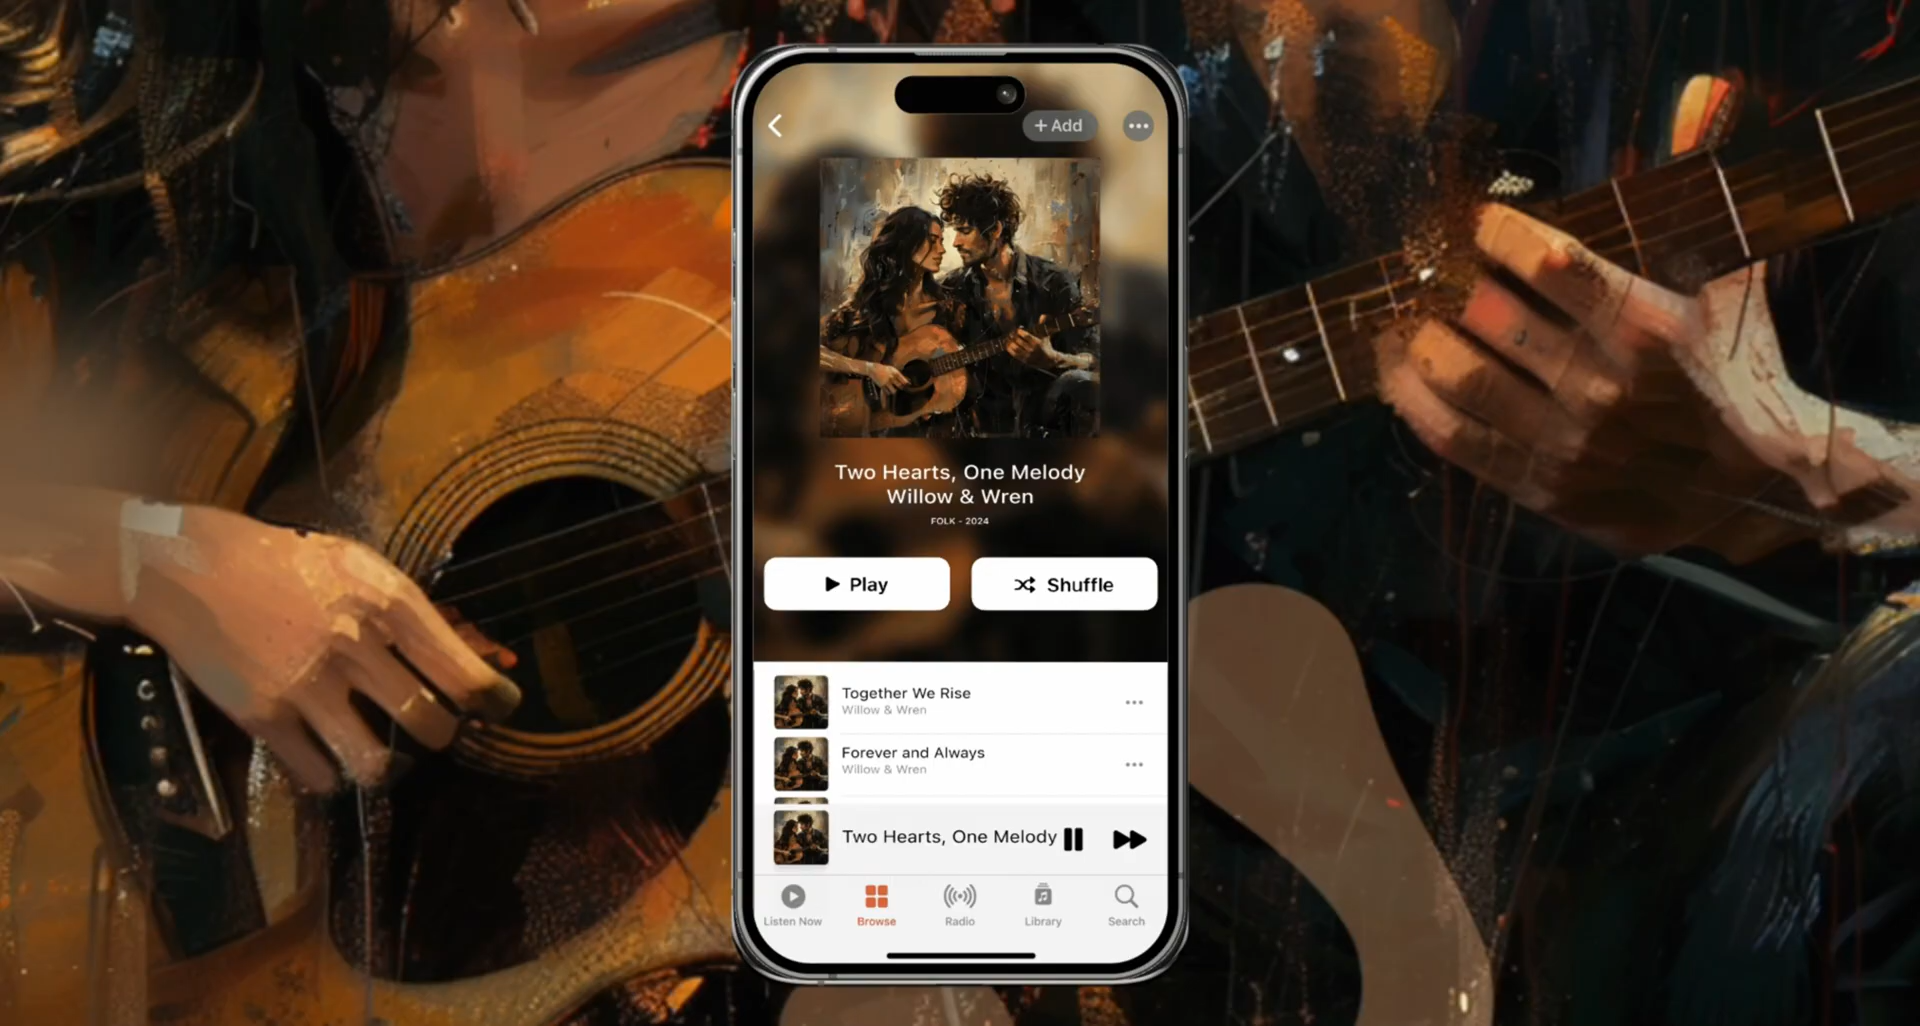 + Add
Two Hearts, One Melody
Willow & Wren
FOLK - 2024
Play
Shuffle
Together We Rise
Willow & Wren
Forever and Always
Willow & Wren
Two Hearts, One Melody
Listen Now
Browse
Radio
Library
Search